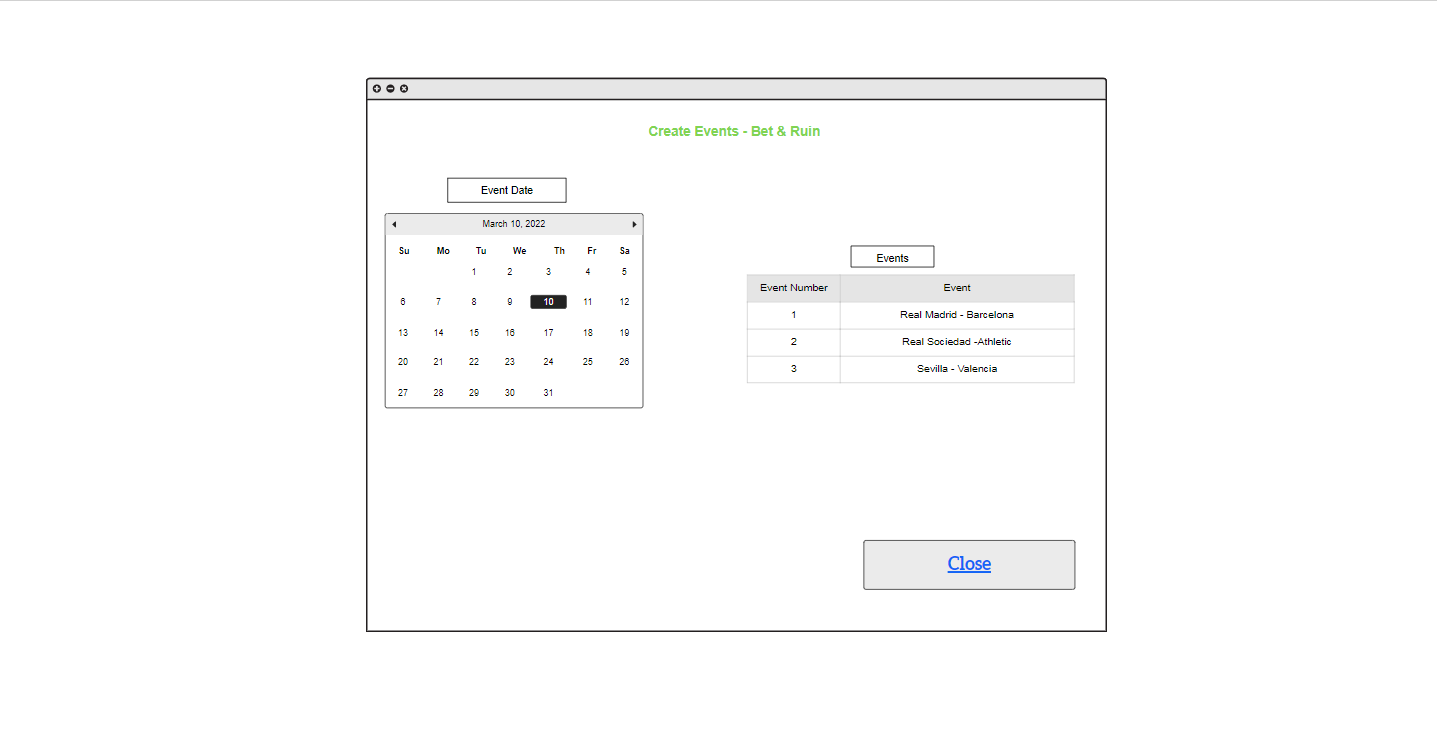 Create Events - Bet & Ruin
Event Date
March 10, 2022
Su Mo Tu We Th Fr Sa
1 2 3 4 5
6 7 8 9 10 11 12
13 14 15 16 17 18 19
20 21 22 23 24 25 26
27 28 29 30 31
Events
Event Number Event
1 Real Madrid - Barcelona
2 Real Sociedad -Athletic
3 Sevilla - Valencia
Close